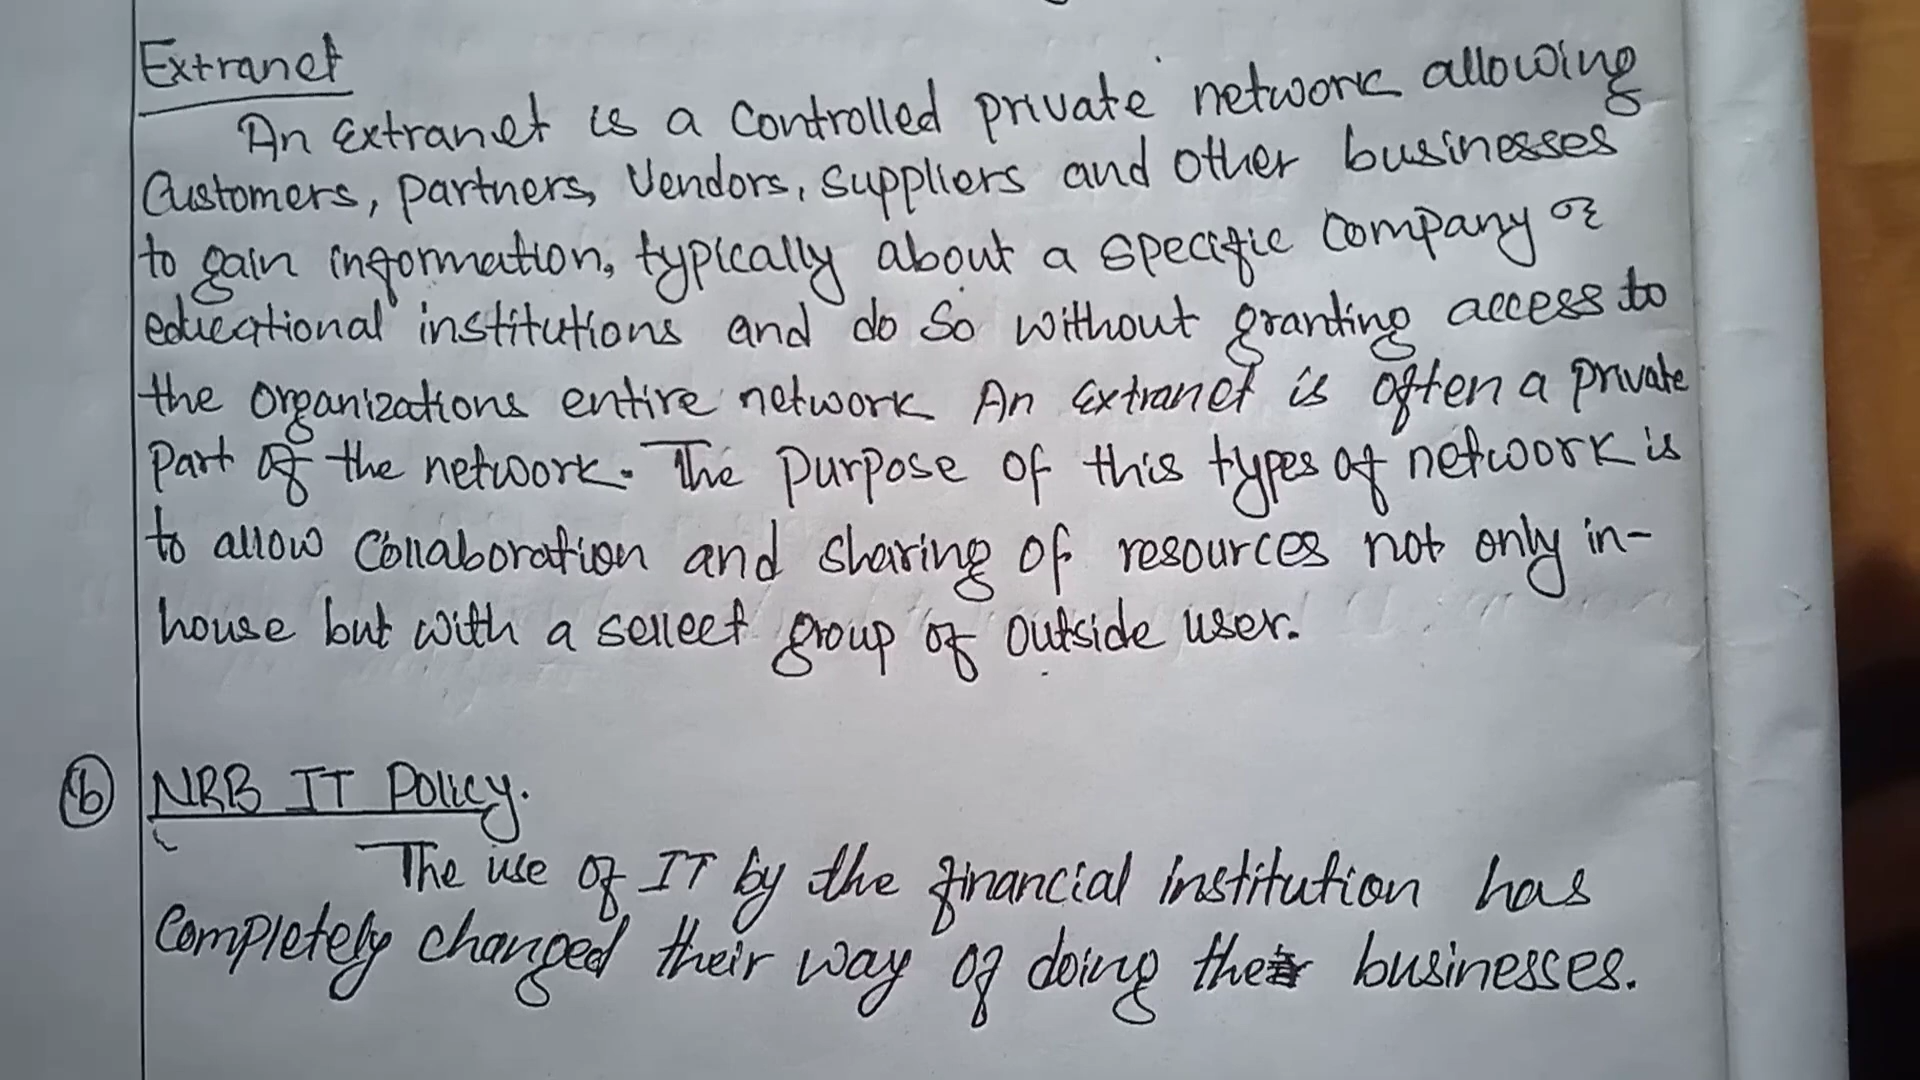 Extranet
An extranet is a controlled private network allowing
Customers, partners, Vendors, suppliers and other businesses
to gain information, typically about a specific company or
educational institutions and do so without granting access to
the organizations entire network An extranet is often a private
part of the network. The purpose of this types of network is
to allow Collaboration and sharing of resources not only in-
house but with a sellect group of outside user.
(b) NRB IT Policy.
The use of IT by the financial institution has
Completely changed their way of doing their businesses.